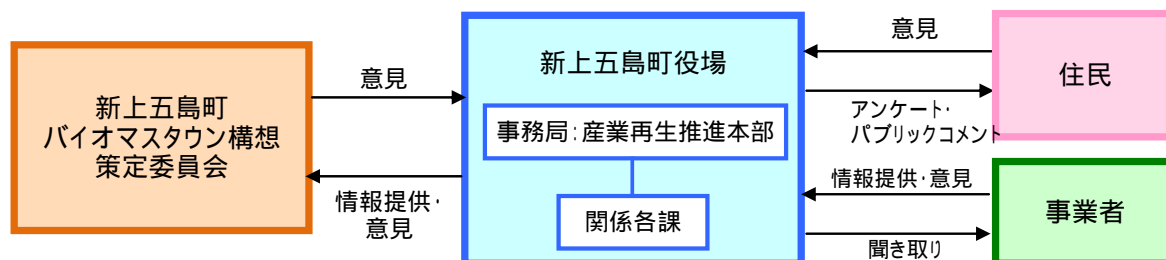 新上五島町
バイオマスタウン構想
策定委員会
意見
情報提供・
意見
新上五島町役場
事務局:産業再生推進本部
関係各課
意見
アンケート・
パブリックコメント
情報提供・意見
聞き取り
住民
事業者